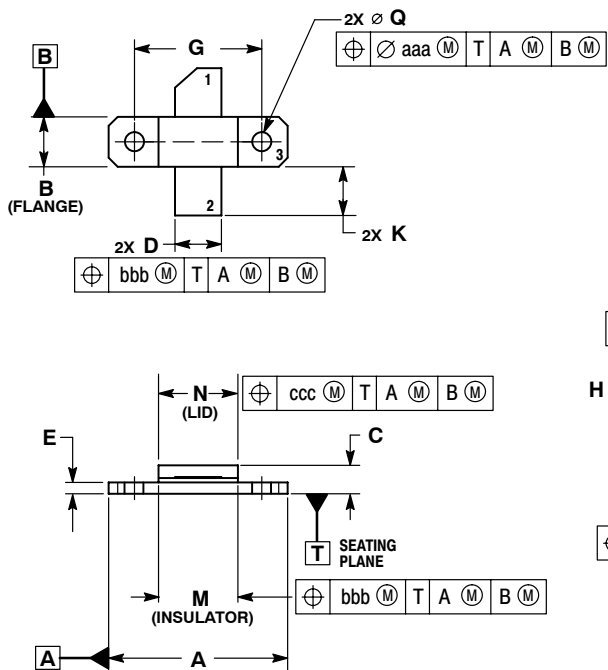 2X ⌀ Q
G
⌖ ⌀ aaa Ⓜ T A Ⓜ B Ⓜ
B
1
3
B
(FLANGE)
2
2X K
2X D
⌖ bbb Ⓜ T A Ⓜ B Ⓜ
N
(LID)
⌖ ccc Ⓜ T A Ⓜ B Ⓜ
H
E
C
T SEATING
PLANE
M
(INSULATOR)
⌖ bbb Ⓜ T A Ⓜ B Ⓜ
A
A